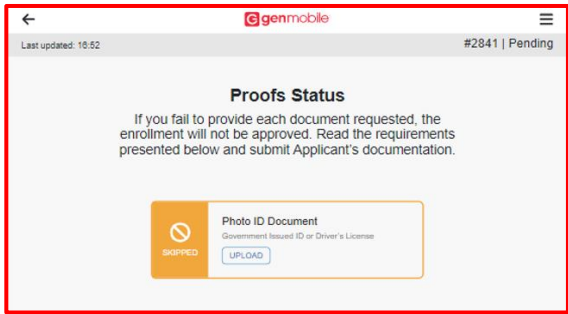 genmobile
Last updated: 16:52
#2841 | Pending
Proofs Status
If you fail to provide each document requested, the
enrollment will not be approved. Read the requirements
presented below and submit Applicant's documentation.
SKIPPED
Photo ID Document
Government Issued ID or Driver's License
UPLOAD